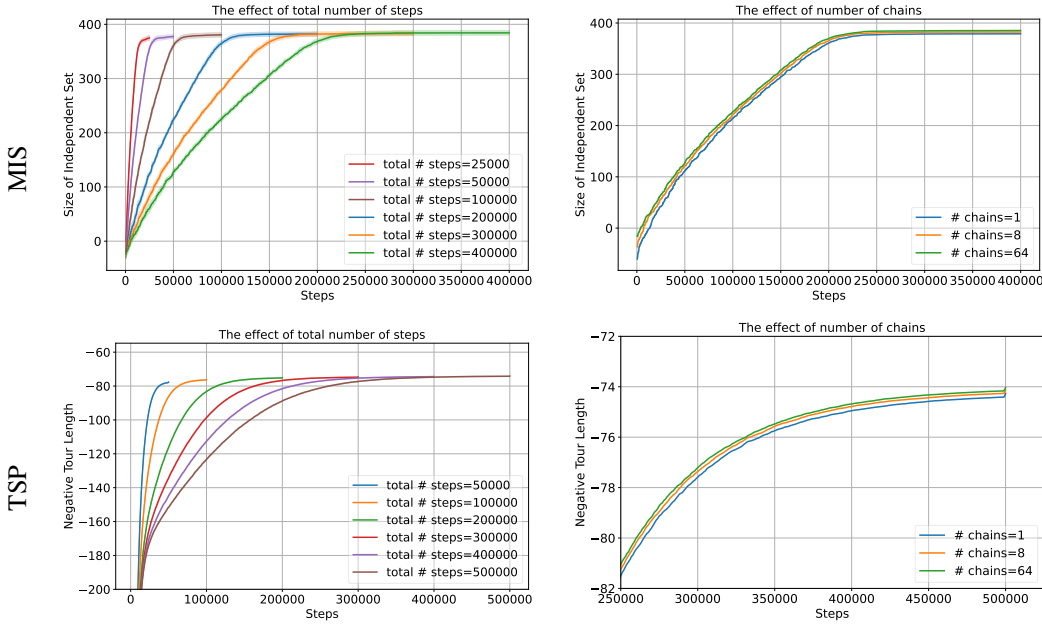 MIS
The effect of total number of steps
Size of Independent Set
400
300
200
100
0
total # steps=25000
total # steps=50000
total # steps=100000
total # steps=200000
total # steps=300000
total # steps=400000
0 50000 100000 150000 200000 250000 300000 350000 400000
Steps
The effect of number of chains
Size of Independent Set
400
300
200
100
0
# chains=1
# chains=8
# chains=64
0 50000 100000 150000 200000 250000 300000 350000 400000
Steps
TSP
The effect of total number of steps
Negative Tour Length
−60
−80
−100
−120
−140
−160
−180
−200
total # steps=50000
total # steps=100000
total # steps=200000
total # steps=300000
total # steps=400000
total # steps=500000
0 100000 200000 300000 400000 500000
Steps
The effect of number of chains
Negative Tour Length
−72
−74
−76
−78
−80
−82
# chains=1
# chains=8
# chains=64
250000 300000 350000 400000 450000 500000
Steps